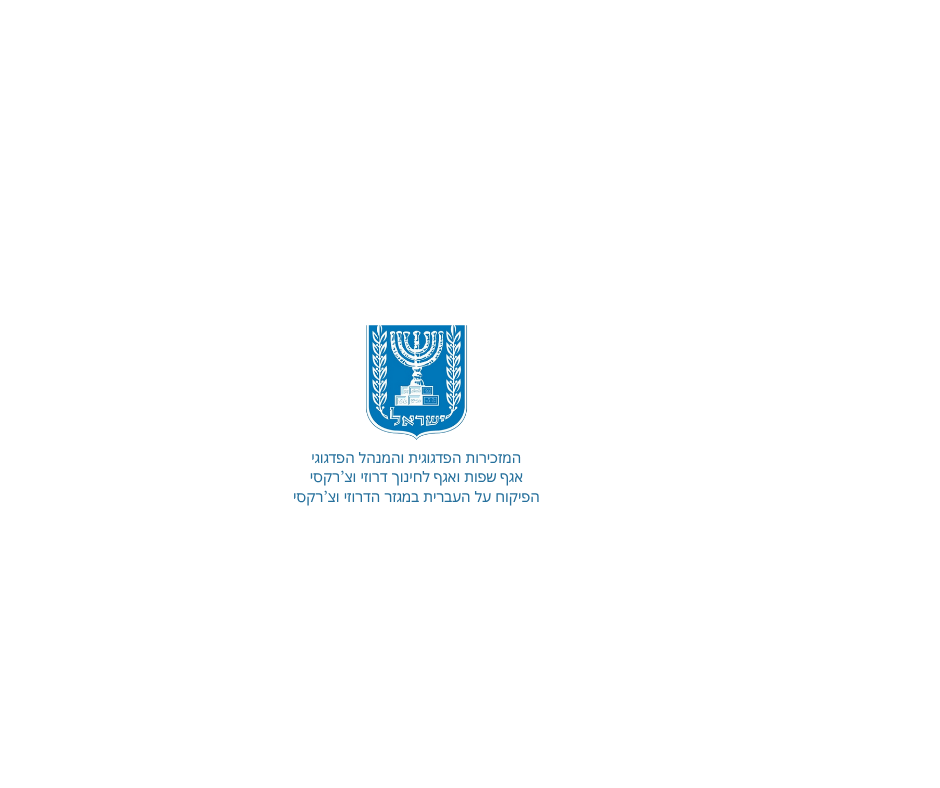 ישראל
המזכירות הפדגוגית והמנהל הפדגוגי
אגף שפות ואגף לחינוך דרוזי וצ’רקסי
הפיקוח על העברית במגזר הדרוזי וצ’רקסי